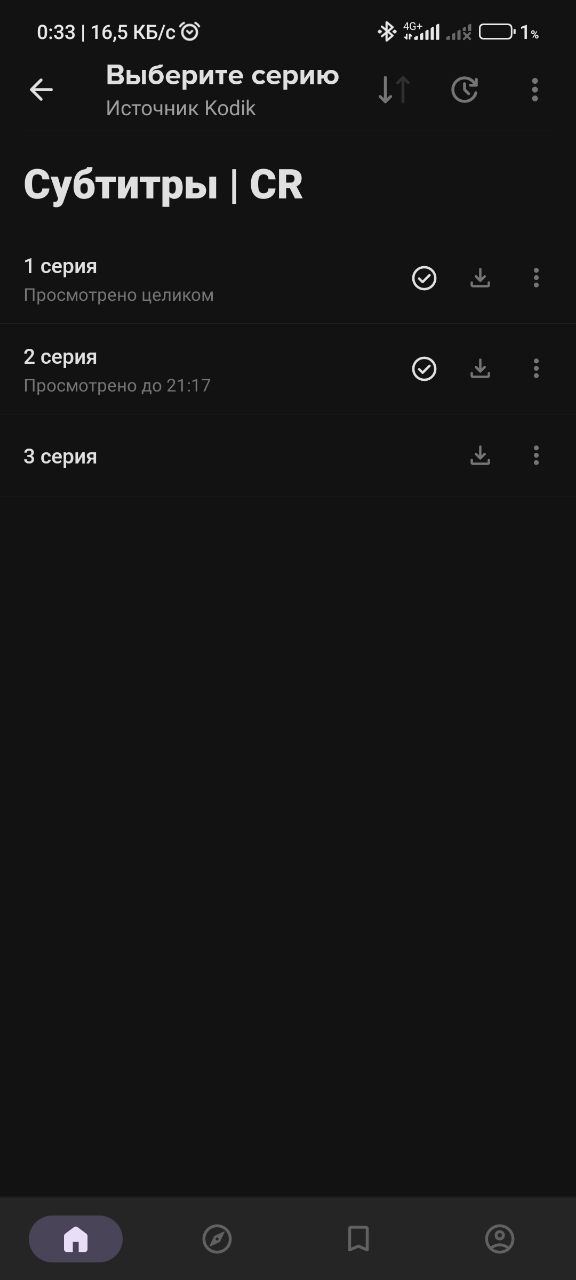 0:33 | 16,5 КБ/с 4G+ 1%
Выберите серию
Источник Kodik
Субтитры | CR
1 серия
Просмотрено целиком
2 серия
Просмотрено до 21:17
3 серия